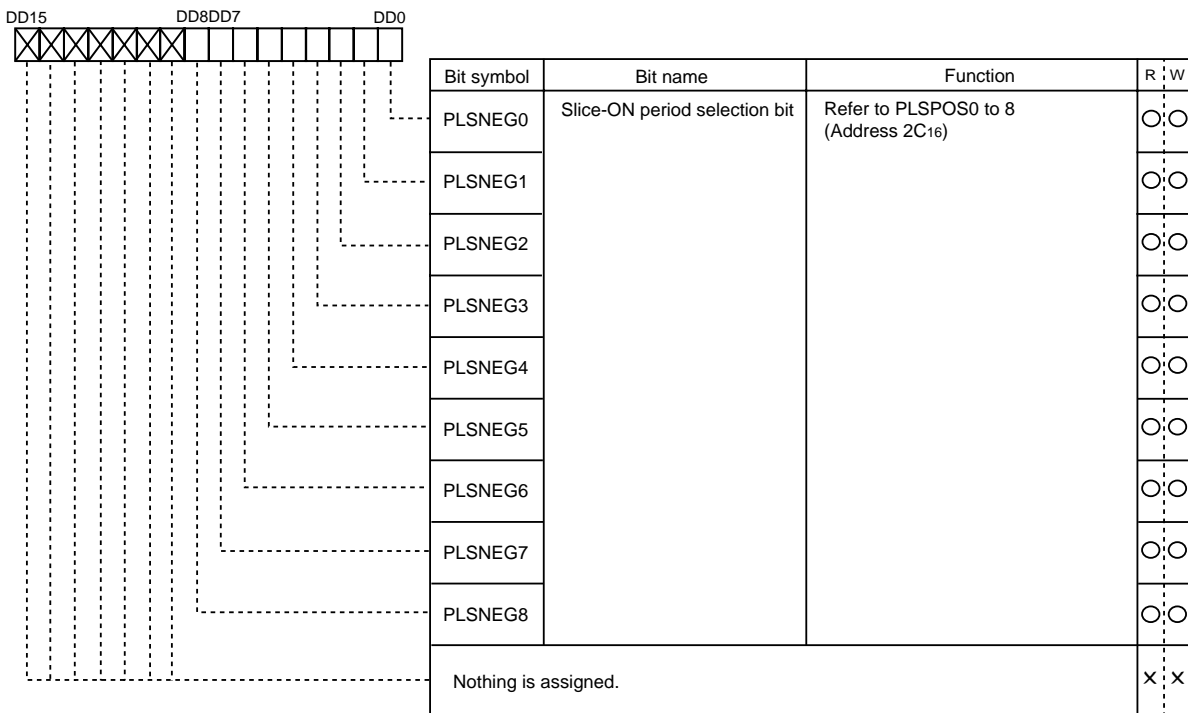 DD15 DD8DD7 DD0
Bit symbol Bit name Function R W
PLSNEG0 Slice-ON period selection bit Refer to PLSPOS0 to 8
(Address 2C16)
PLSNEG1
PLSNEG2
PLSNEG3
PLSNEG4
PLSNEG5
PLSNEG6
PLSNEG7
PLSNEG8
Nothing is assigned. X X